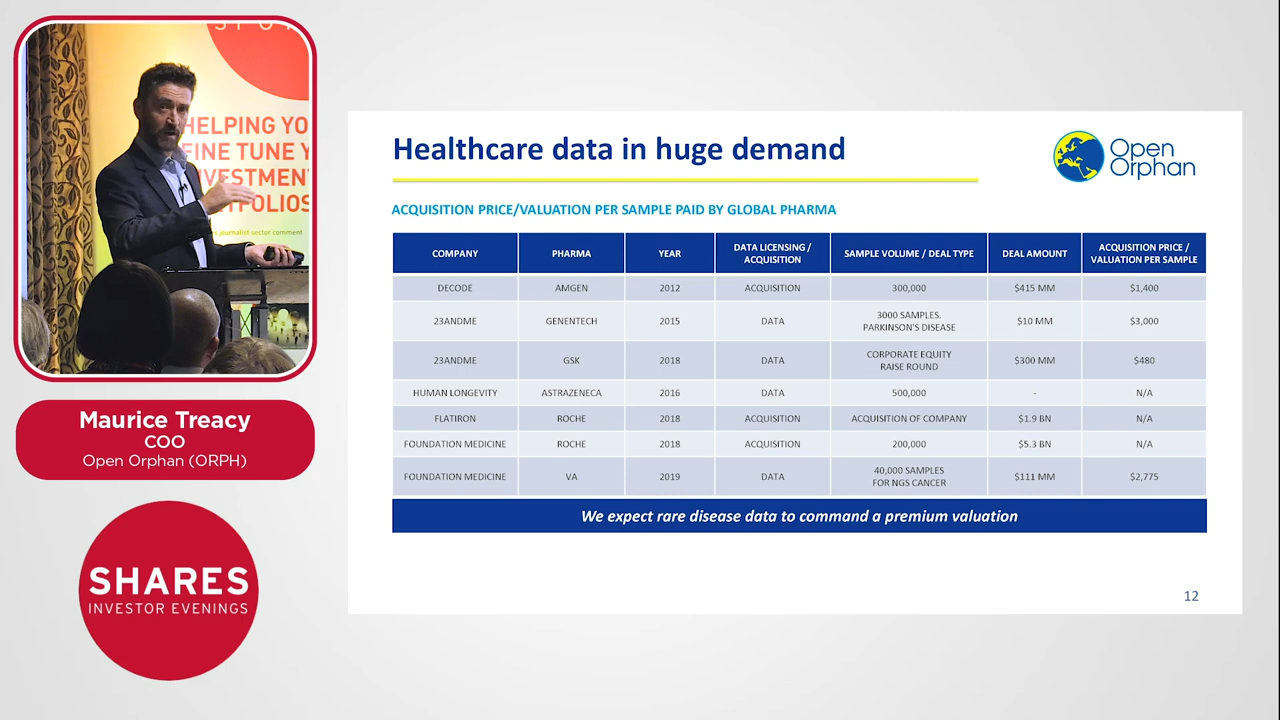 HELPING YO
FINE TUNE Y
INVESTMEN
TFOLIOS
s journalist sector comment
Maurice Treacy
COO
Open Orphan (ORPH)
SHARES
INVESTOR EVENINGS
Healthcare data in huge demand
Open
Orphan
ACQUISITION PRICE/VALUATION PER SAMPLE PAID BY GLOBAL PHARMA
COMPANY PHARMA YEAR DATA LICENSING / ACQUISITION SAMPLE VOLUME / DEAL TYPE DEAL AMOUNT ACQUISITION PRICE / VALUATION PER SAMPLE
DECODE AMGEN 2012 ACQUISITION 300,000 $415 MM $1,400
23ANDME GENENTECH 2015 DATA 3000 SAMPLES. PARKINSON'S DISEASE $10 MM $3,000
23ANDME GSK 2018 DATA CORPORATE EQUITY RAISE ROUND $300 MM $480
HUMAN LONGEVITY ASTRAZENECA 2016 DATA 500,000 - N/A
FLATIRON ROCHE 2018 ACQUISITION ACQUISITION OF COMPANY $1.9 BN N/A
FOUNDATION MEDICINE ROCHE 2018 ACQUISITION 200,000 $5.3 BN N/A
FOUNDATION MEDICINE VA 2019 DATA 40,000 SAMPLES FOR NGS CANCER $111 MM $2,775
We expect rare disease data to command a premium valuation
12